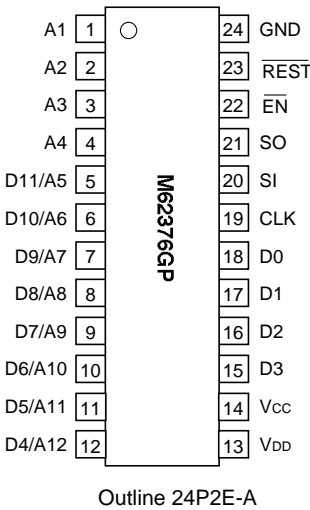 A1 1 24 GND
A2 2 23 REST
A3 3 22 EN
A4 4 21 SO
D11/A5 5 20 SI
D10/A6 6 19 CLK
D9/A7 7 18 D0
D8/A8 8 17 D1
D7/A9 9 16 D2
D6/A10 10 15 D3
D5/A11 11 14 Vcc
D4/A12 12 13 VDD
M62376GP
Outline 24P2E-A